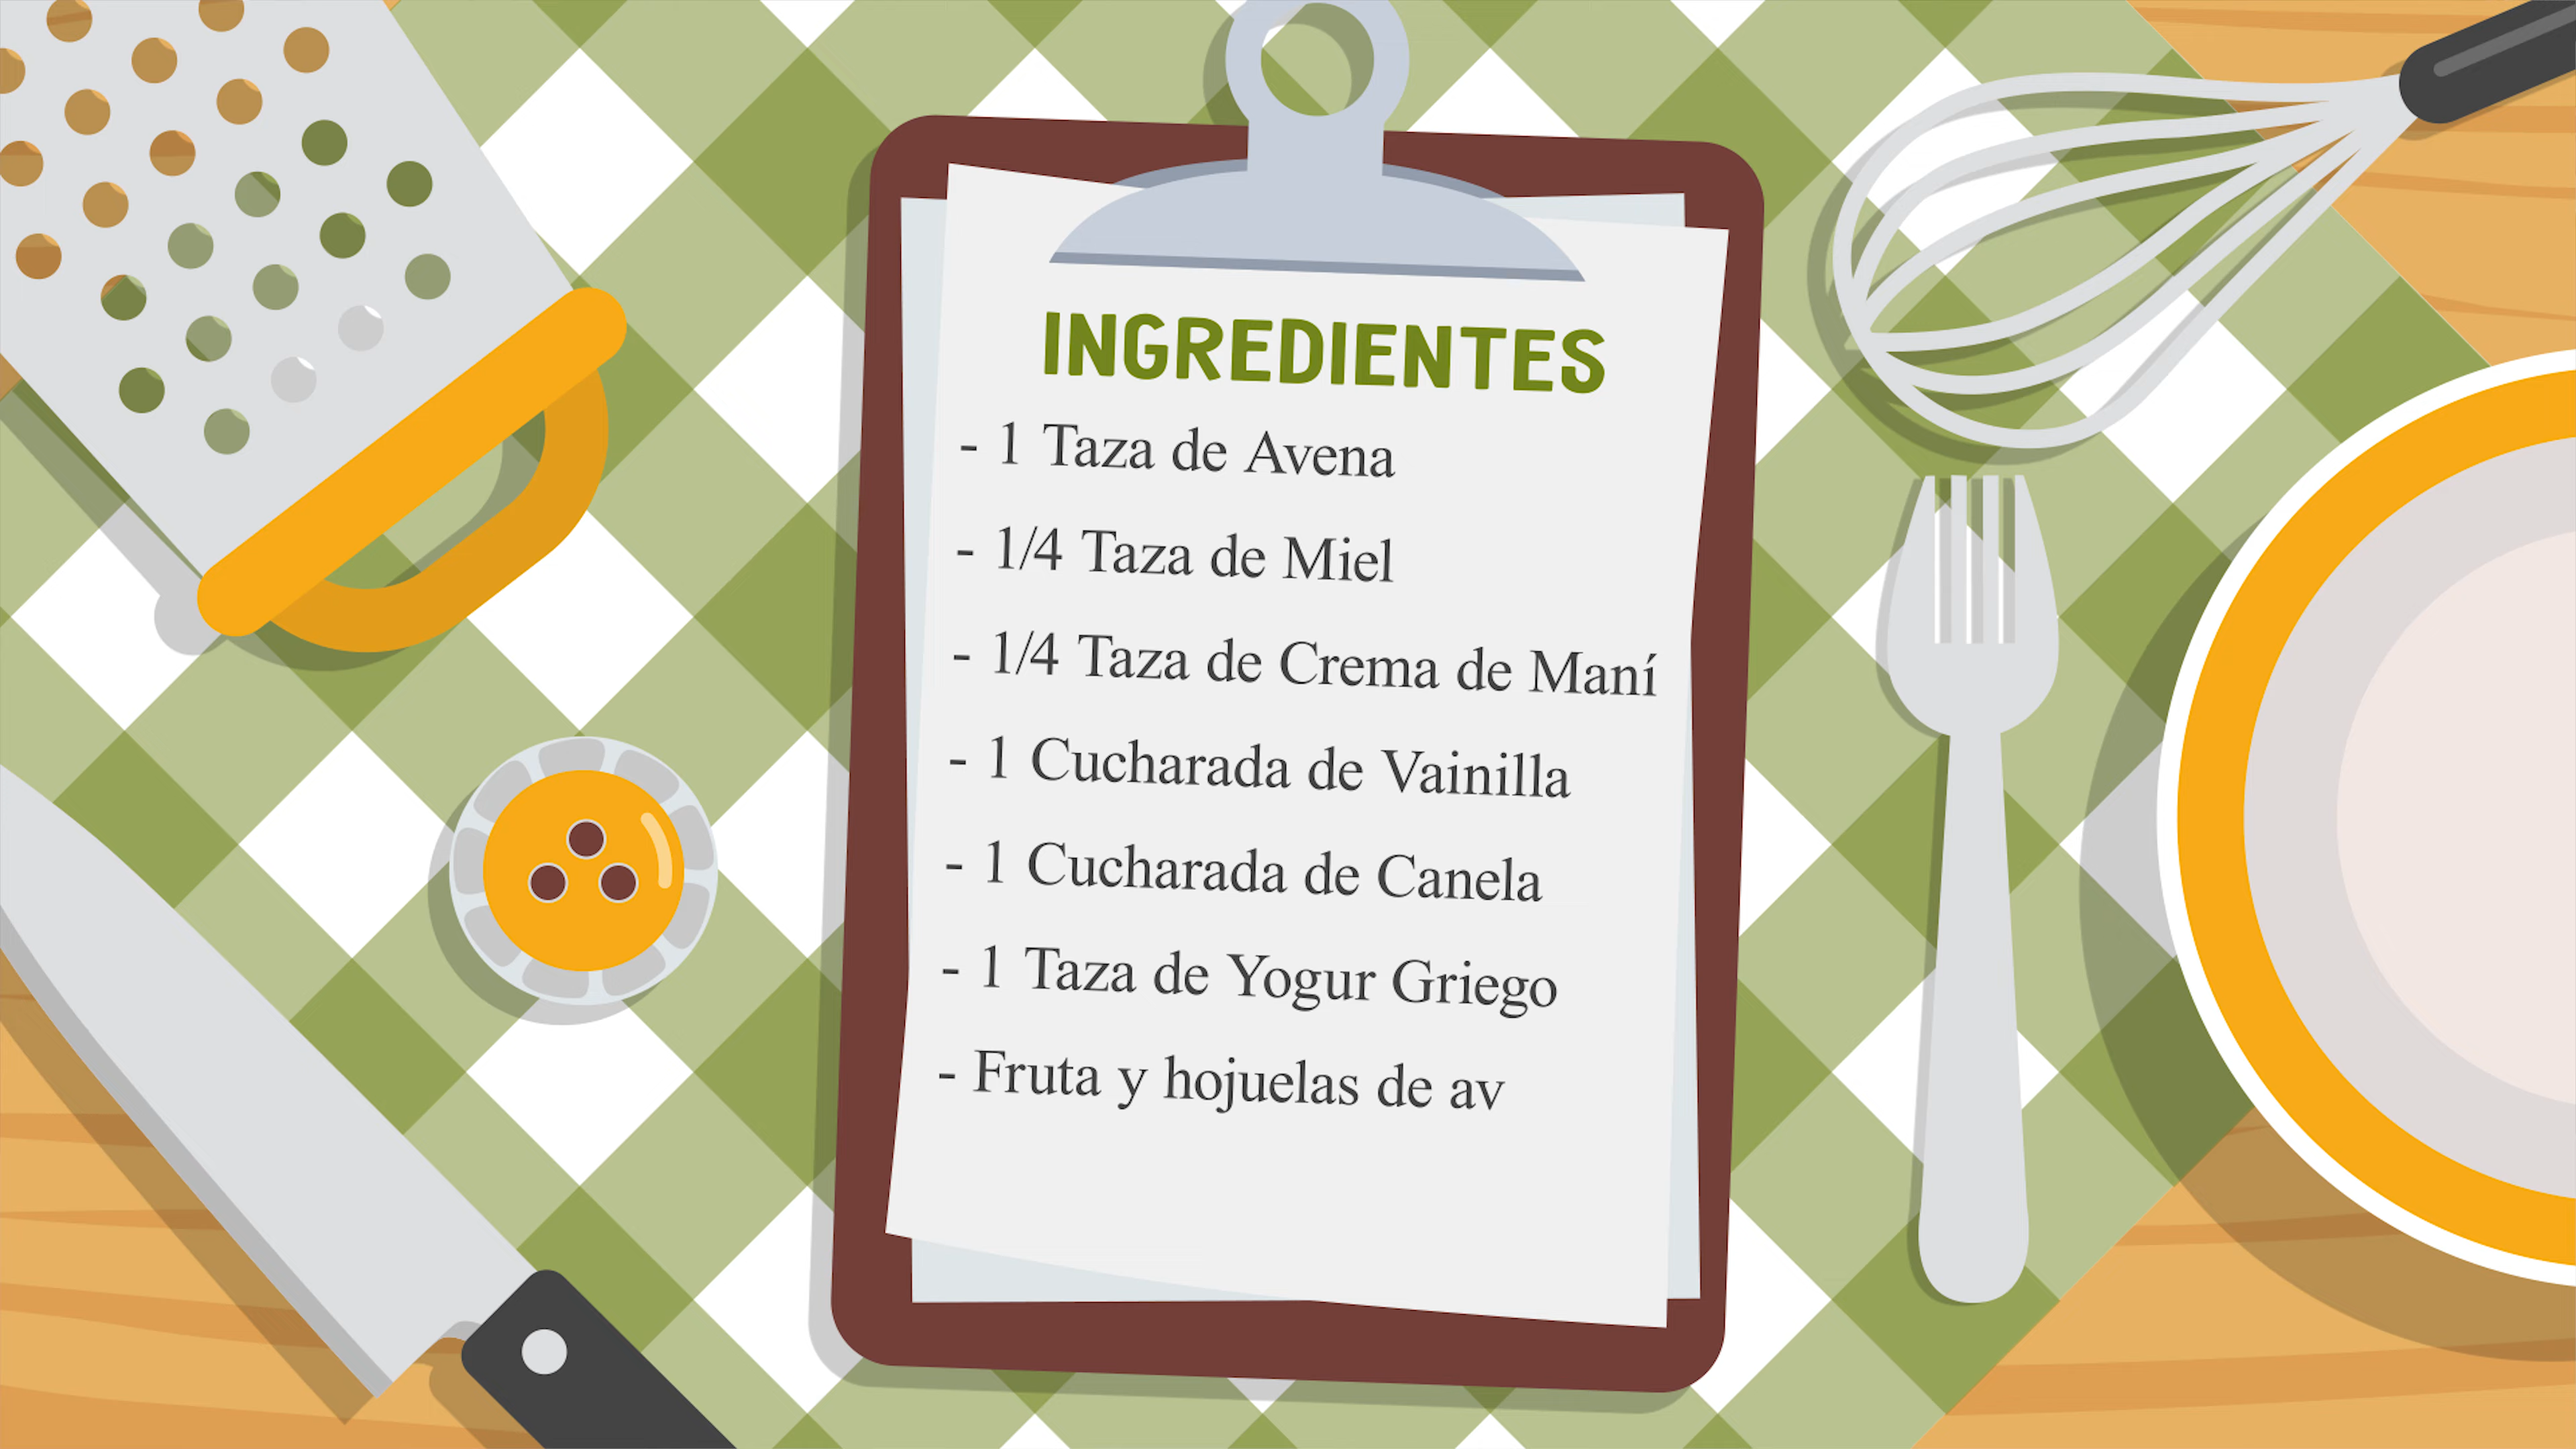 INGREDIENTES
- 1 Taza de Avena
- 1/4 Taza de Miel
- 1/4 Taza de Crema de Maní
- 1 Cucharada de Vainilla
- 1 Cucharada de Canela
- 1 Taza de Yogur Griego
- Fruta y hojuelas de av